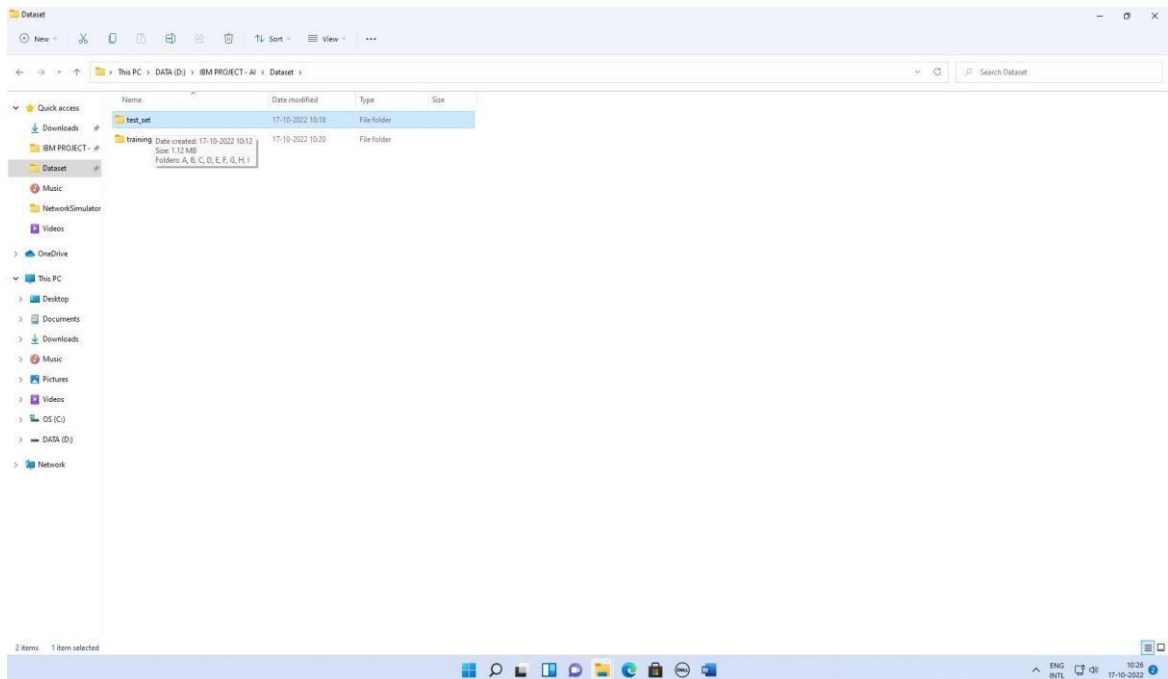 Dataset
New
Sort
View
This PC > DATA (D:) > IBM PROJECT - AI > Dataset >
Search Dataset
Name Date modified Type Size
Quick access
Downloads
IBM PROJECT -
Dataset
Music
NetworkSimulator
Videos
OneDrive
This PC
Desktop
Documents
Downloads
Music
Pictures
Videos
OS (C:)
DATA (D:)
Network
test_set 17-10-2022 10:18 File folder
training 17-10-2022 10:20 File folder
Date created: 17-10-2022 10:12
Size: 1.12 MB
Folders: A, B, C, D, E, F, G, H, I
2 items 1 item selected
DELL
W
ENG
INTL
10:26
17-10-2022
2